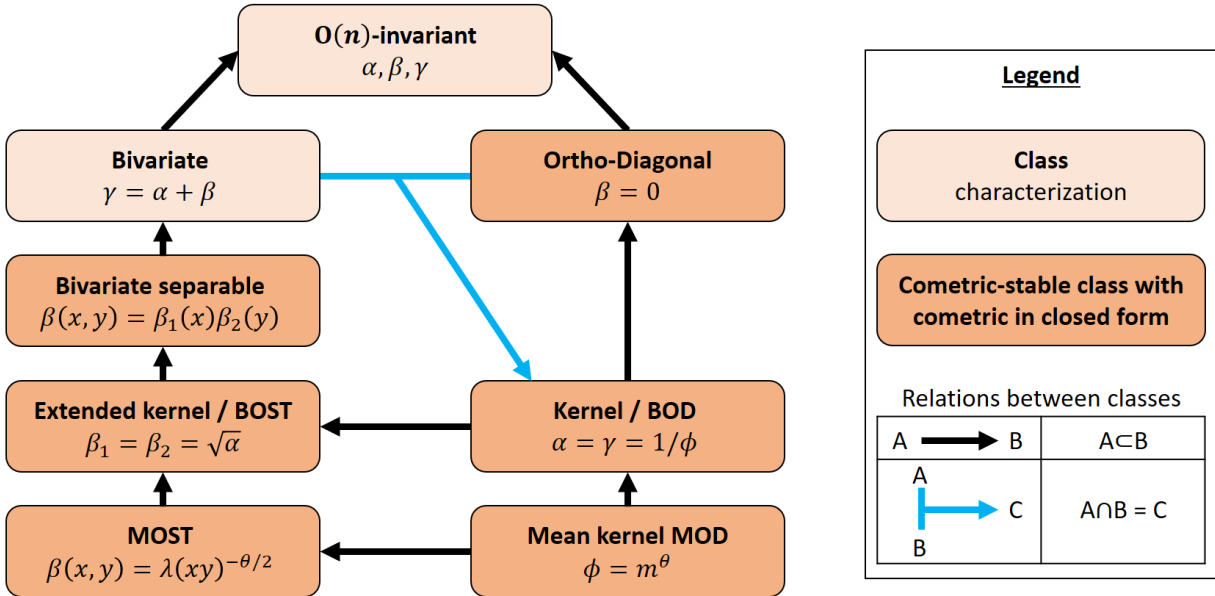 O(n)-invariant
α, β, γ
Bivariate
γ = α + β
Ortho-Diagonal
β = 0
Bivariate separable
β(x, y) = β₁(x)β₂(y)
Extended kernel / BOST
β₁ = β₂ = √α
Kernel / BOD
α = γ = 1/ϕ
MOST
β(x, y) = λ(xy)^{−θ/2}
Mean kernel MOD
ϕ = m^θ
Legend
Class
characterization
Cometric-stable class with
cometric in closed form
Relations between classes
A B A⊂B
A
C A∩B = C
B